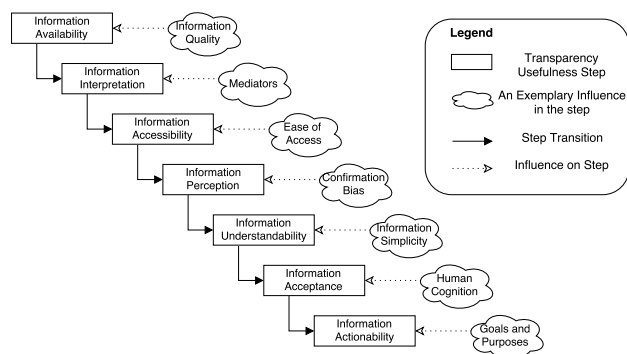 Information
Availability
Information
Quality
Information
Interpretation
Mediators
Information
Accessibility
Ease of
Access
Information
Perception
Confirmation
Bias
Information
Understandability
Information
Simplicity
Information
Acceptance
Human
Cognition
Information
Actionability
Goals and
Purposes
Legend
Transparency
Usefulness Step
An Exemplary Influence
in the step
Step Transition
Influence on Step